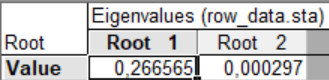 Eigenvalues (row_data.sta)
Root Root 1 Root 2
Value 0,266565 0,000297